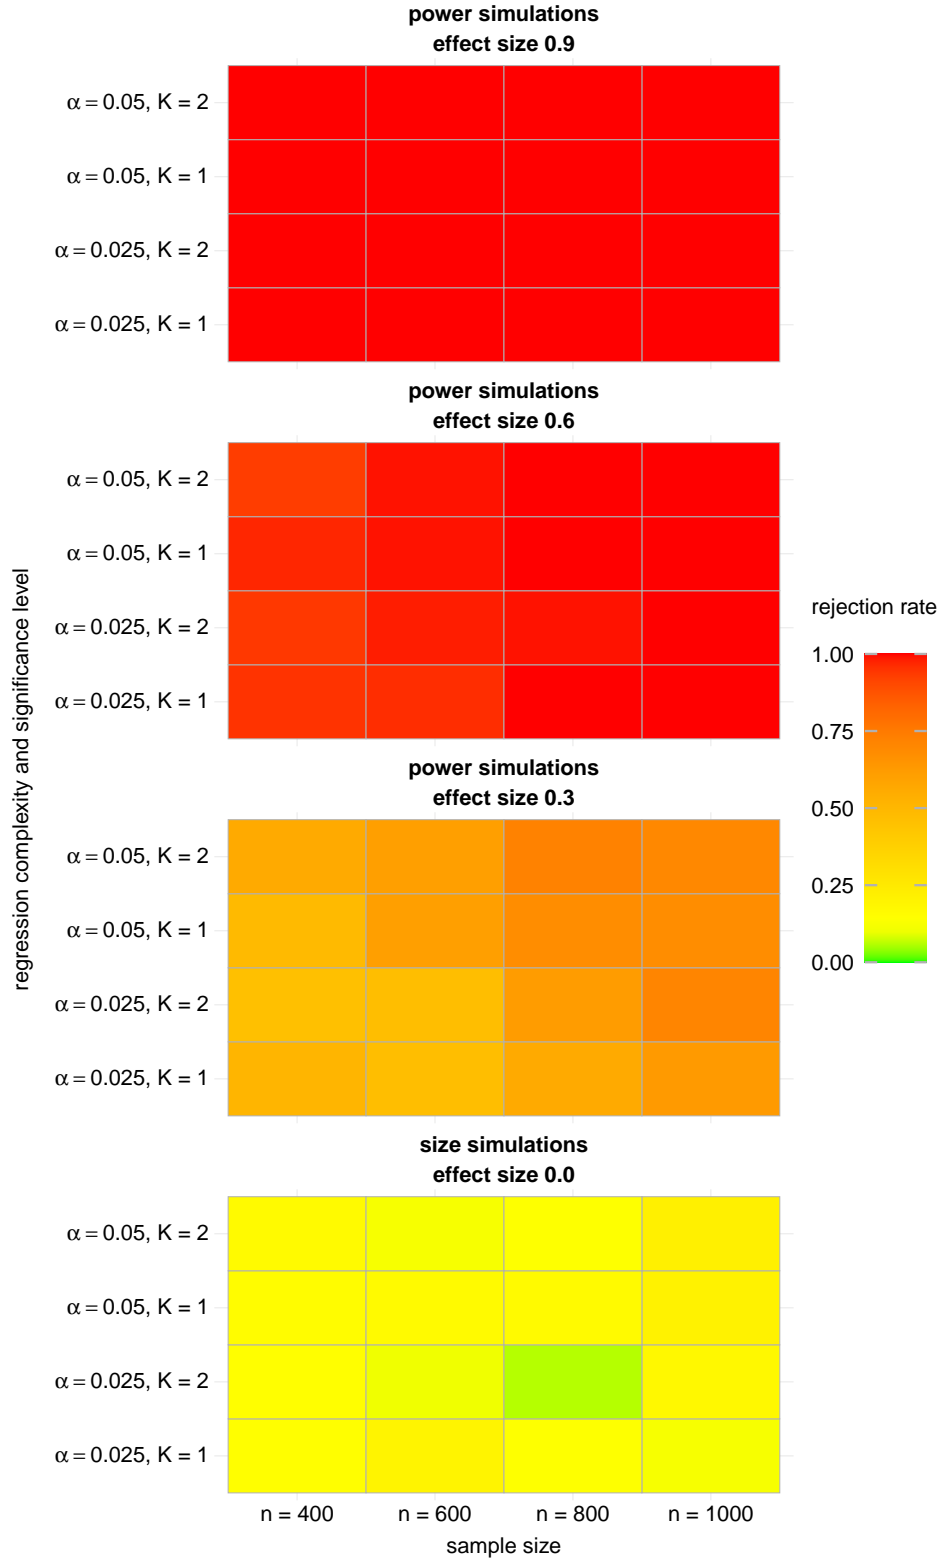 power simulations
effect size 0.9
α = 0.05, K = 2
α = 0.05, K = 1
α = 0.025, K = 2
α = 0.025, K = 1
power simulations
effect size 0.6
α = 0.05, K = 2
α = 0.05, K = 1
α = 0.025, K = 2
α = 0.025, K = 1
power simulations
effect size 0.3
α = 0.05, K = 2
α = 0.05, K = 1
α = 0.025, K = 2
α = 0.025, K = 1
size simulations
effect size 0.0
α = 0.05, K = 2
α = 0.05, K = 1
α = 0.025, K = 2
α = 0.025, K = 1
n = 400
n = 600
n = 800
n = 1000
sample size
regression complexity and significance level
rejection rate
1.00
0.75
0.50
0.25
0.00